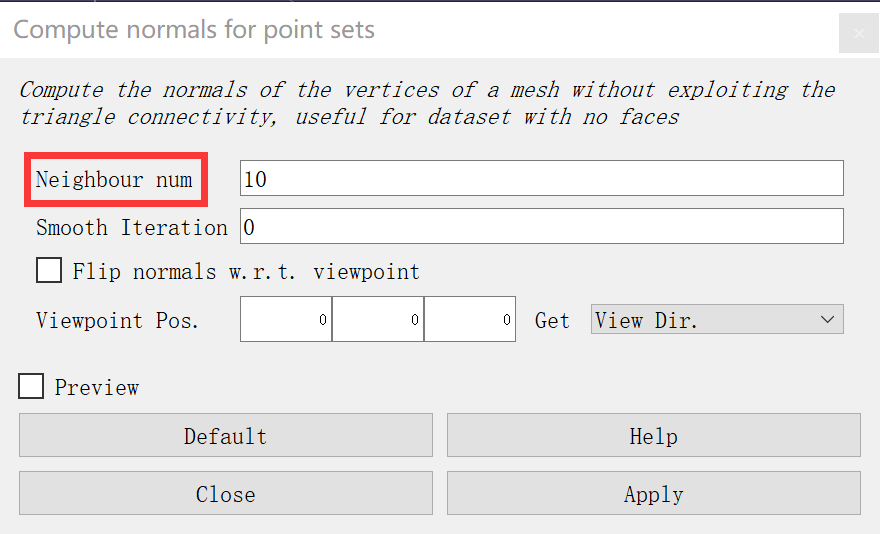 Compute normals for point sets
Compute the normals of the vertices of a mesh without exploiting the
triangle connectivity, useful for dataset with no faces
Neighbour num 10
Smooth Iteration 0
Flip normals w.r.t. viewpoint
Viewpoint Pos. 0 0 0 Get View Dir.
Preview
Default Help
Close Apply